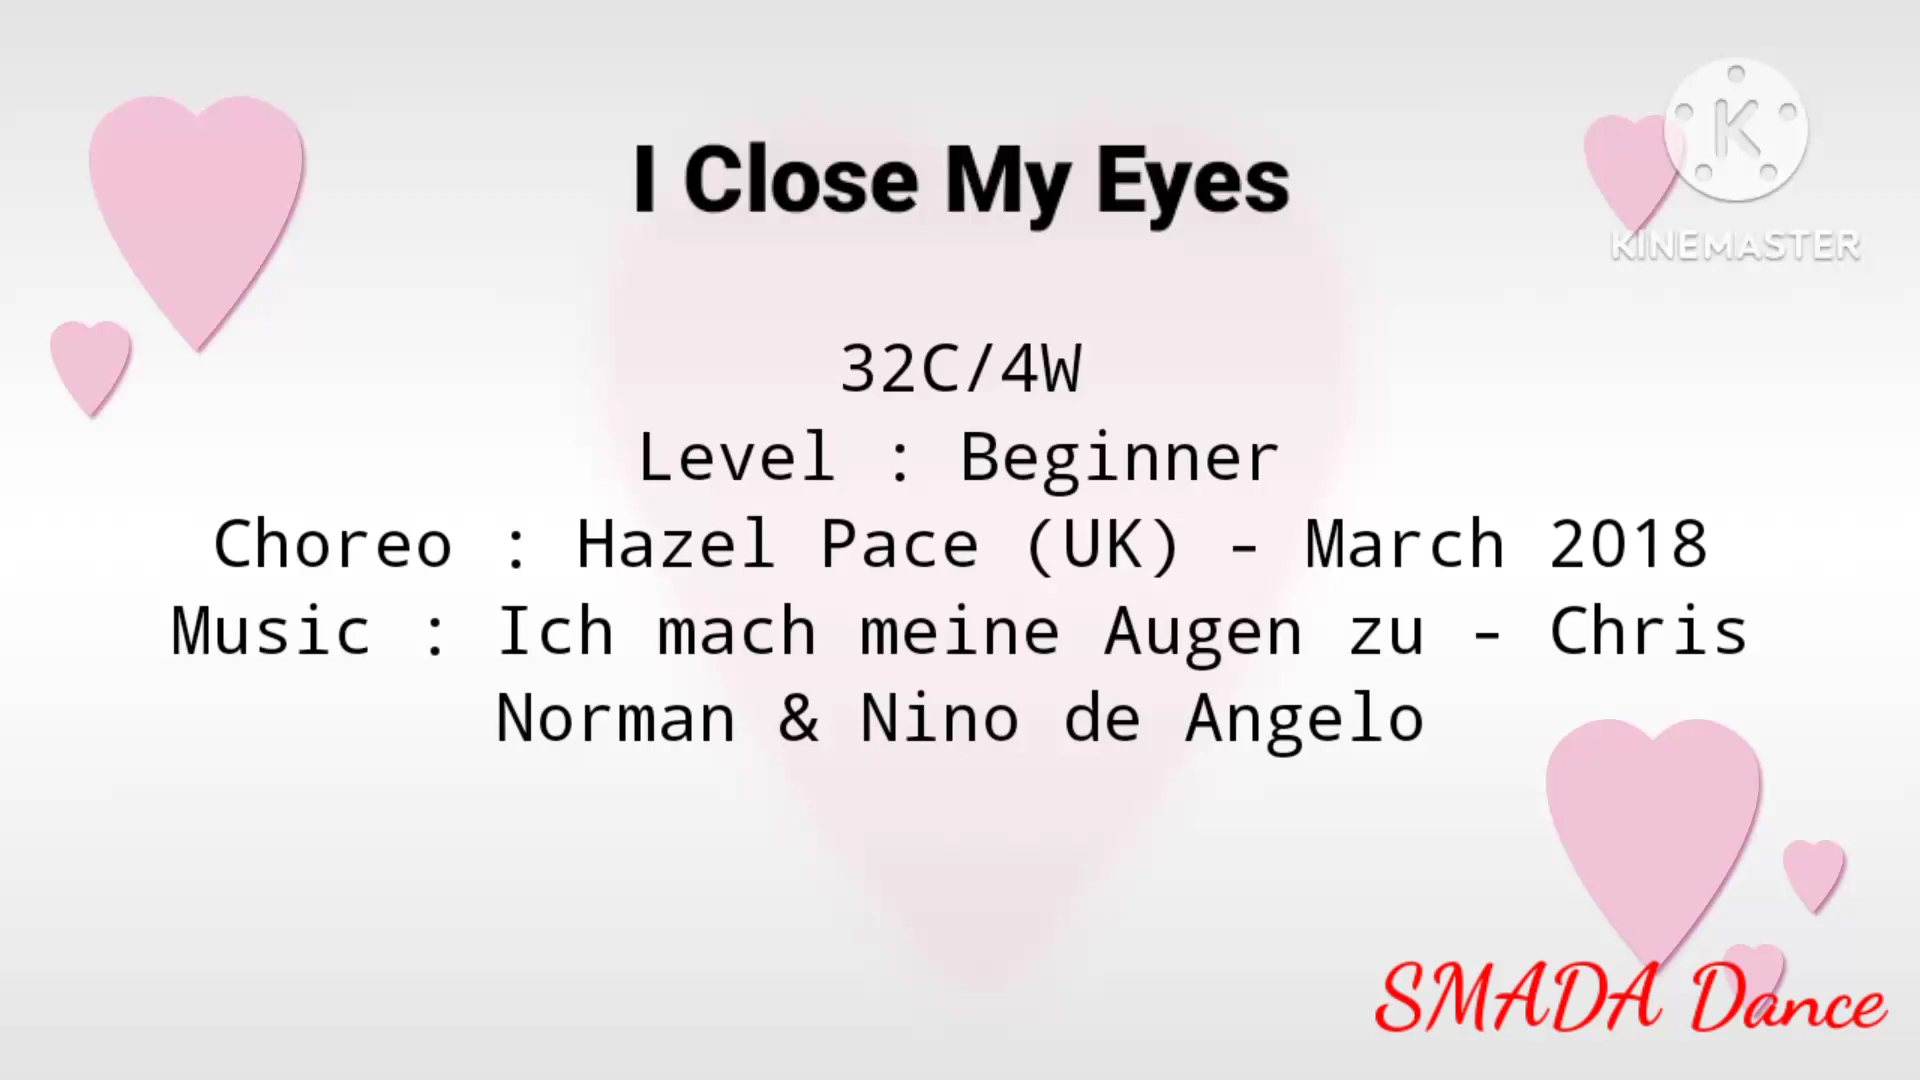 I Close My Eyes
K
KINEMASTER
32C/4W
Level : Beginner
Choreo : Hazel Pace (UK) - March 2018
Music : Ich mach meine Augen zu - Chris
Norman & Nino de Angelo
SMADA Dance